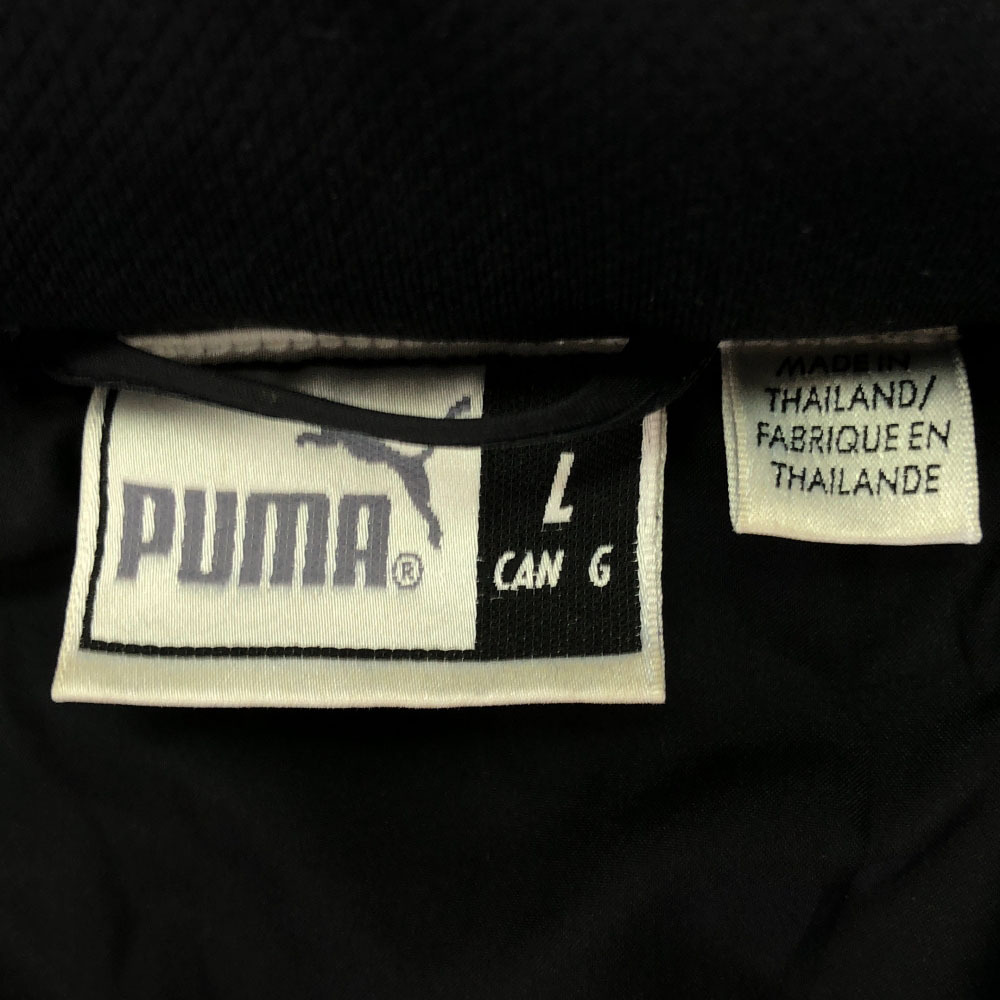 PUMA®
L
CAN G
MADE IN
THAILAND/
FABRIQUE EN
THAILANDE